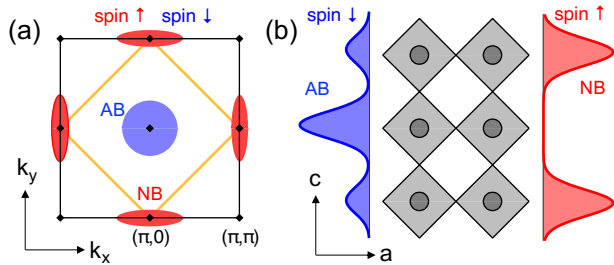 (a)
spin ↑ spin ↓
AB
NB
k_y
k_x
(π,0)
(π,π)
(b)
spin ↓
AB
c
a
spin ↑
NB